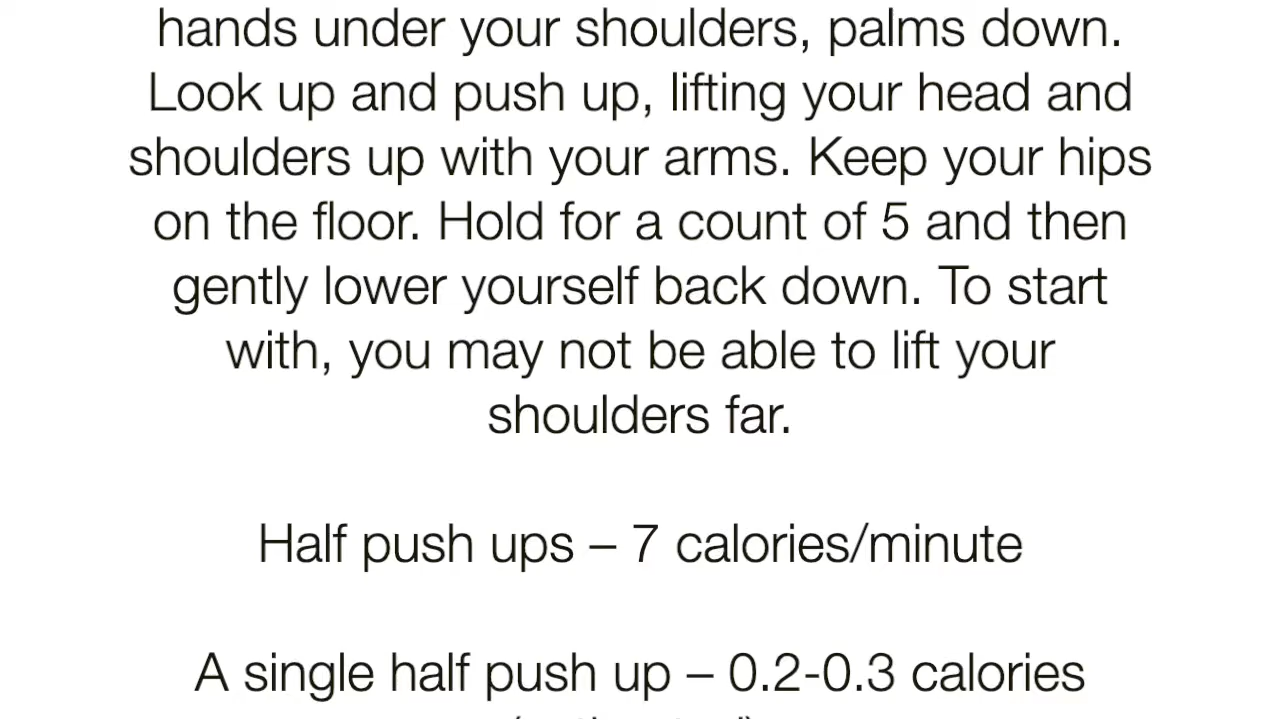 hands under your shoulders, palms down.
Look up and push up, lifting your head and
shoulders up with your arms. Keep your hips
on the floor. Hold for a count of 5 and then
gently lower yourself back down. To start
with, you may not be able to lift your
shoulders far.
Half push ups – 7 calories/minute
A single half push up – 0.2-0.3 calories